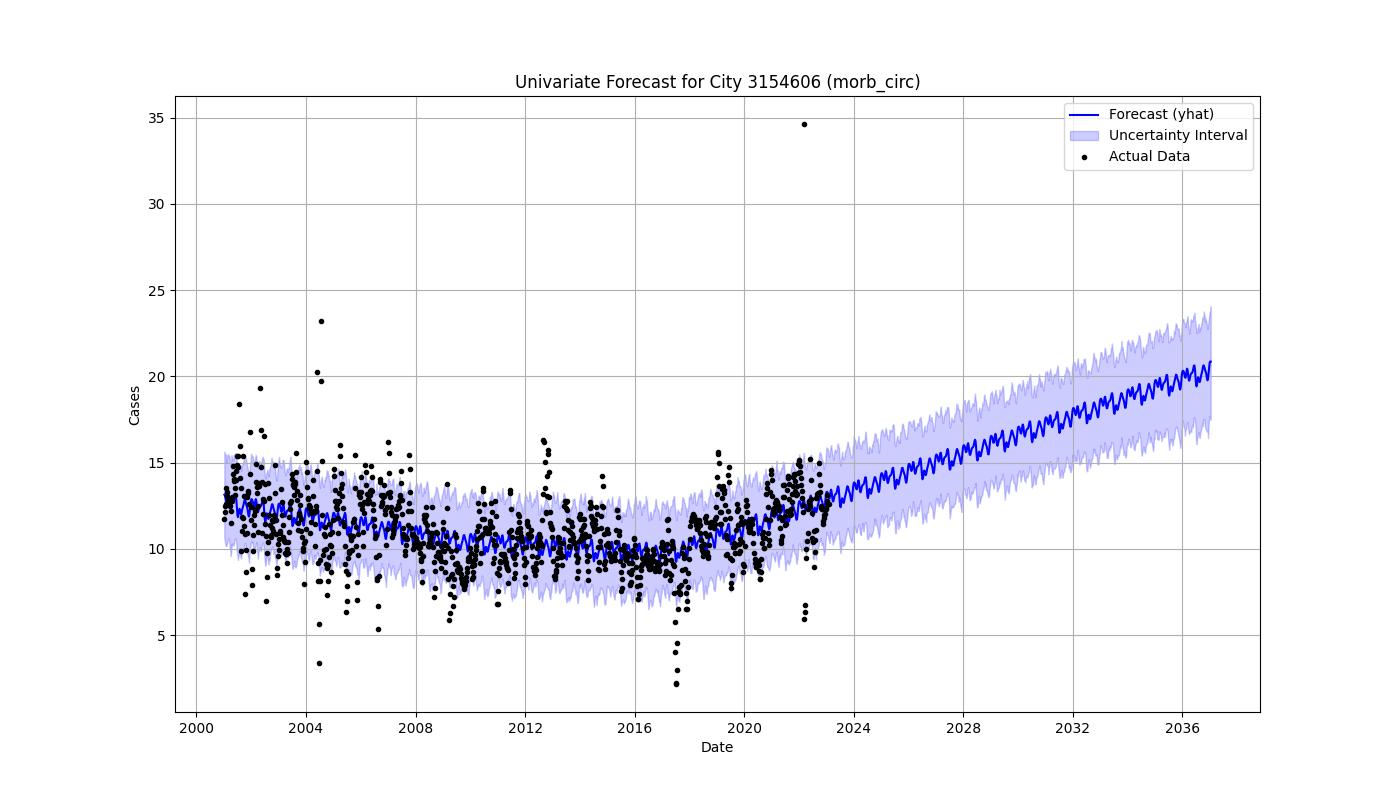 Univariate Forecast for City 3154606 (morb_circ)
Forecast (yhat)
Uncertainty Interval
Actual Data
35
30
25
20
15
10
5
Cases
2000 2004 2008 2012 2016 2020 2024 2028 2032 2036
Date